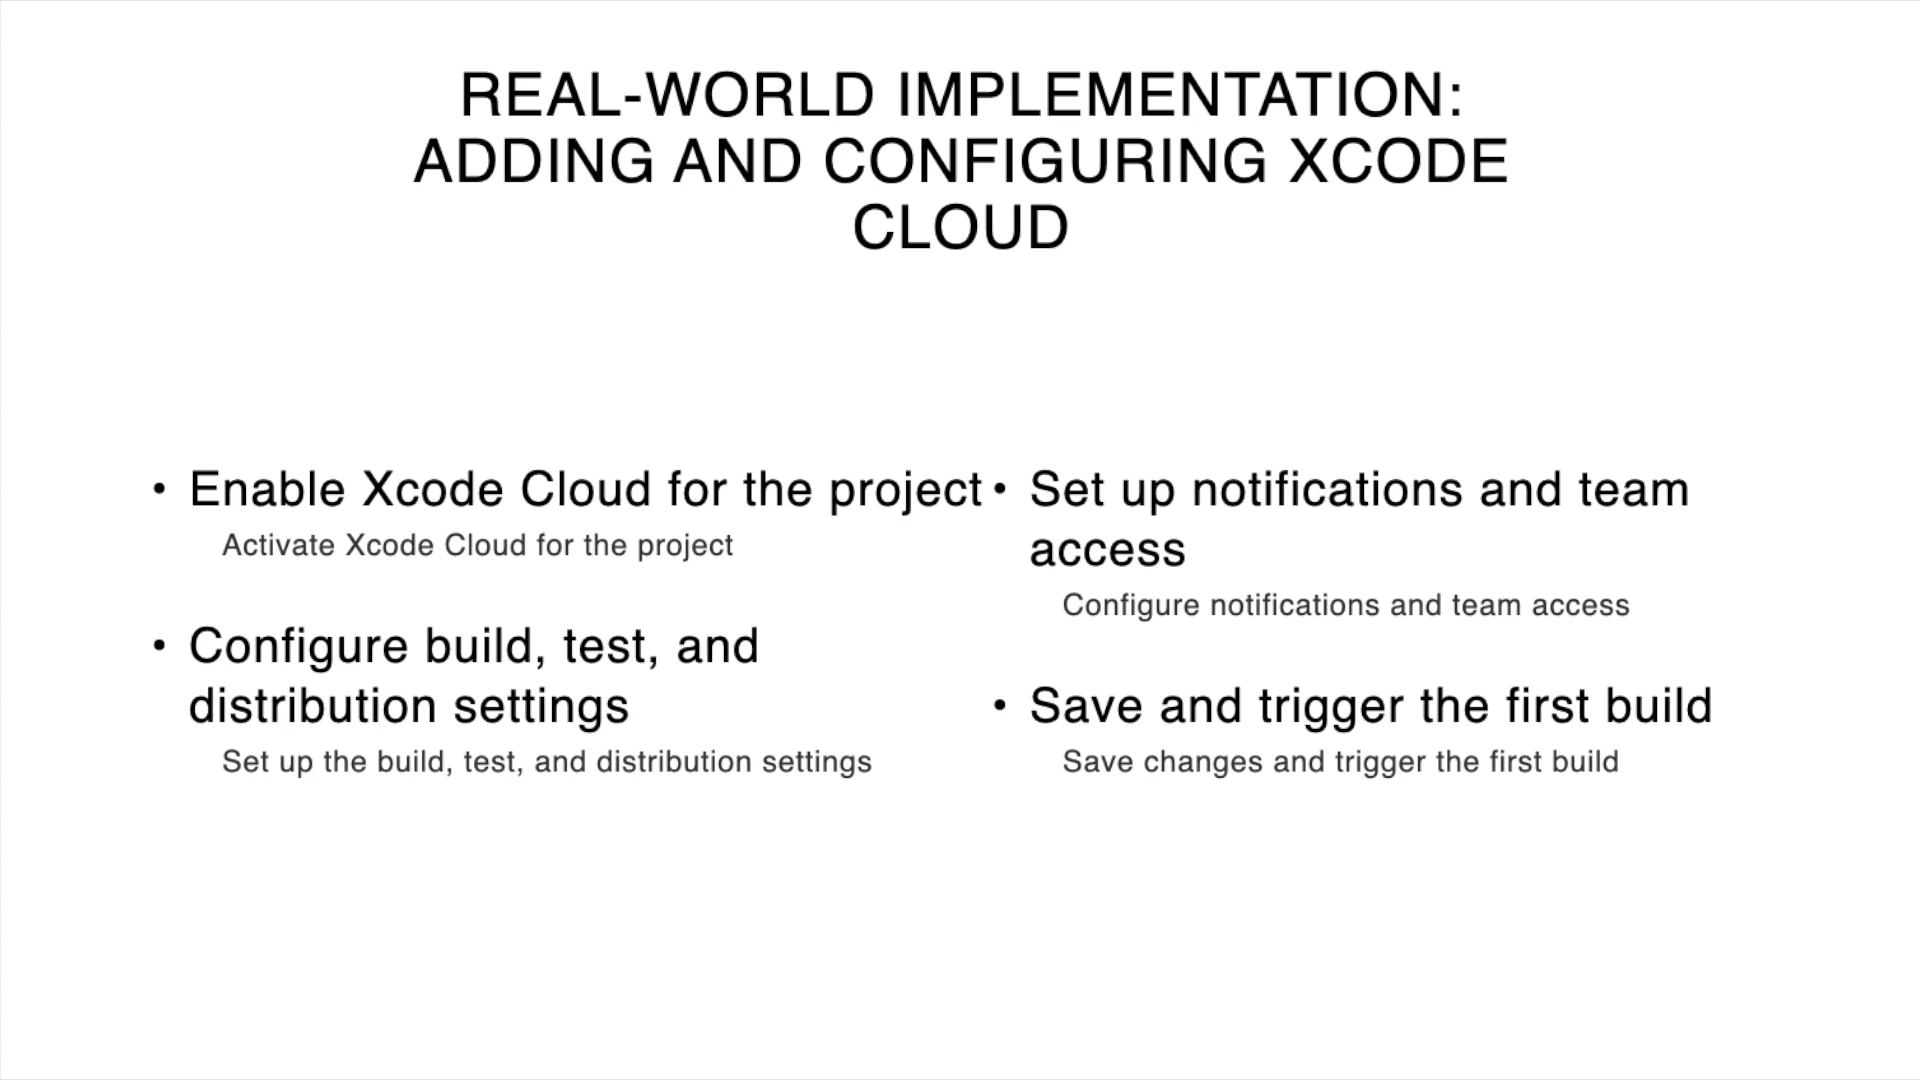 REAL-WORLD IMPLEMENTATION:
ADDING AND CONFIGURING XCODE
CLOUD
• Enable Xcode Cloud for the project
Activate Xcode Cloud for the project
• Configure build, test, and
distribution settings
Set up the build, test, and distribution settings
• Set up notifications and team
access
Configure notifications and team access
• Save and trigger the first build
Save changes and trigger the first build